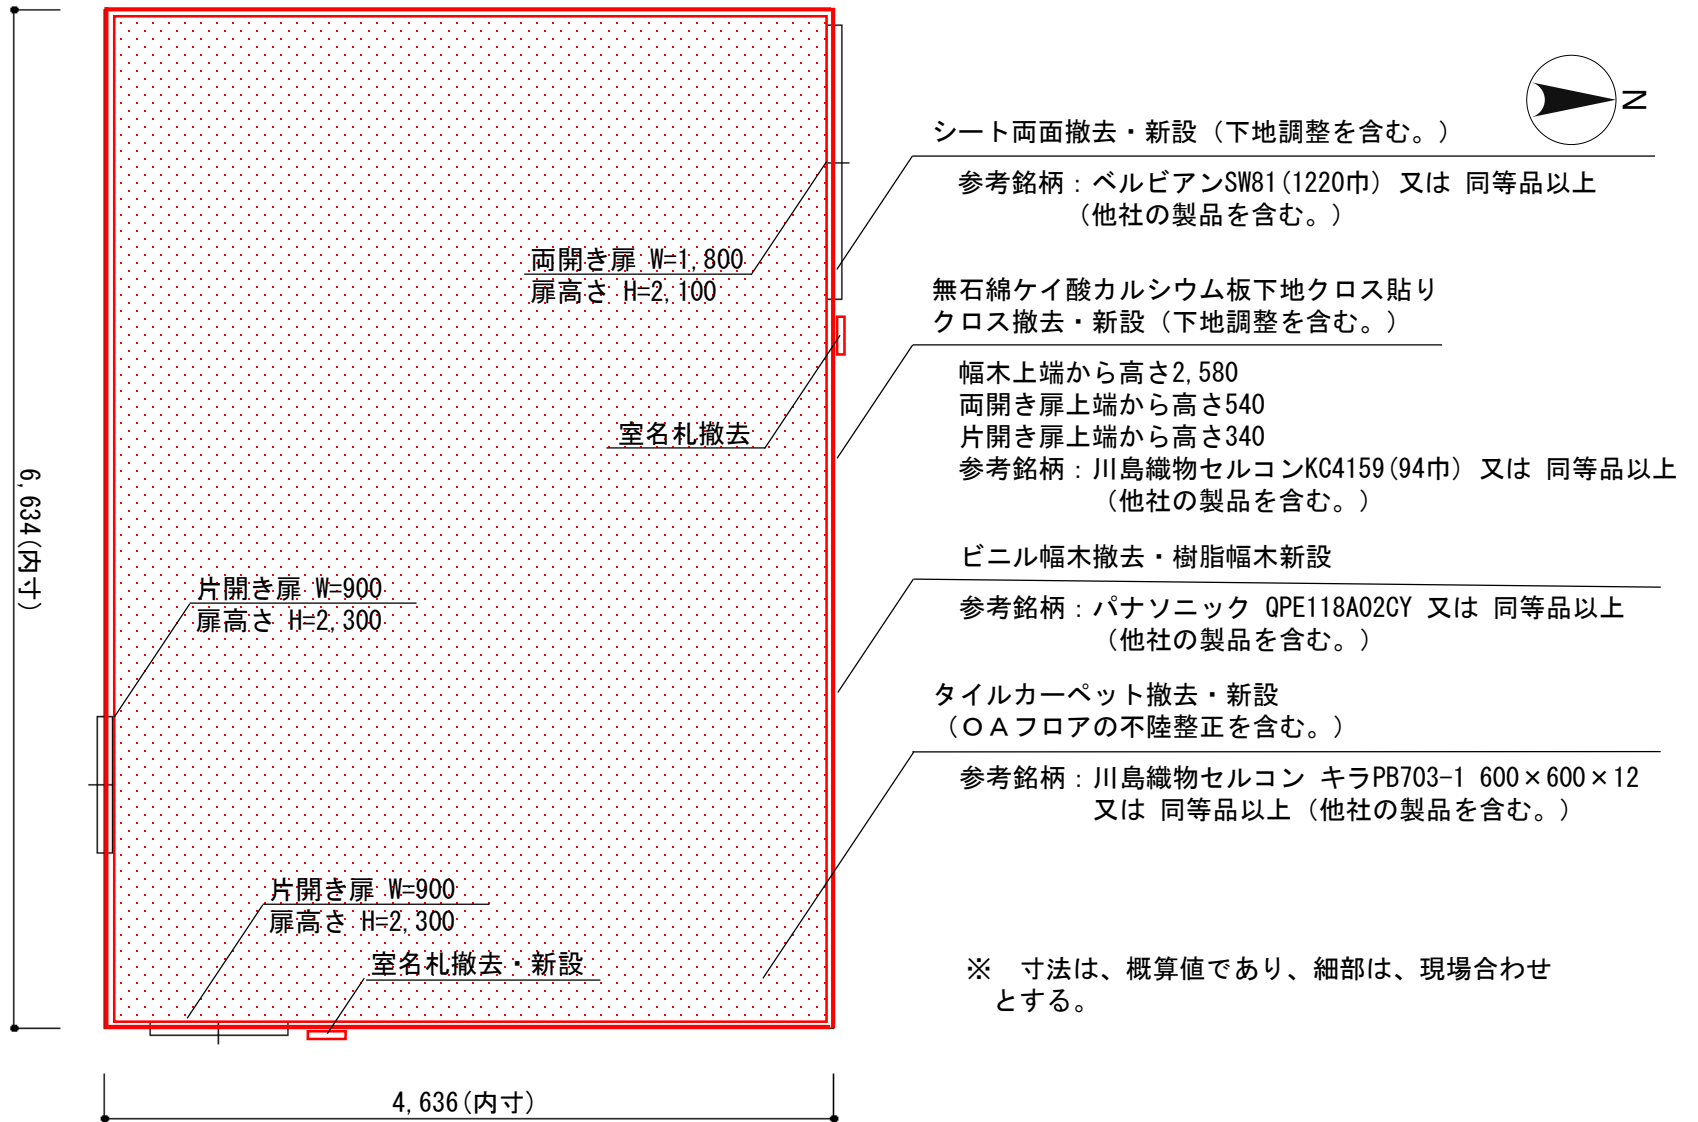 N
シート両面撤去・新設（下地調整を含む。）
参考銘柄：ベルビアンSW81(1220巾）又は 同等品以上
（他社の製品を含む。）
両開き扉 W=1,800
扉高さ H=2,100
無石綿ケイ酸カルシウム板下地クロス貼り
クロス撤去・新設（下地調整を含む。）
幅木上端から高さ2,580
両開き扉上端から高さ540
片開き扉上端から高さ340
参考銘柄：川島織物セルコンKC4159(94巾）又は 同等品以上
（他社の製品を含む。）
室名札撤去
6,634(内寸)
ビニル幅木撤去・樹脂幅木新設
参考銘柄：パナソニック QPE118A02CY 又は 同等品以上
（他社の製品を含む。）
片開き扉 W=900
扉高さ H=2,300
タイルカーペット撤去・新設
（ＯＡフロアの不陸整正を含む。）
参考銘柄：川島織物セルコン キラPB703-1 600×600×12
又は 同等品以上（他社の製品を含む。）
片開き扉 W=900
扉高さ H=2,300
室名札撤去・新設
※　寸法は、概算値であり、細部は、現場合わせ
とする。
4,636(内寸)